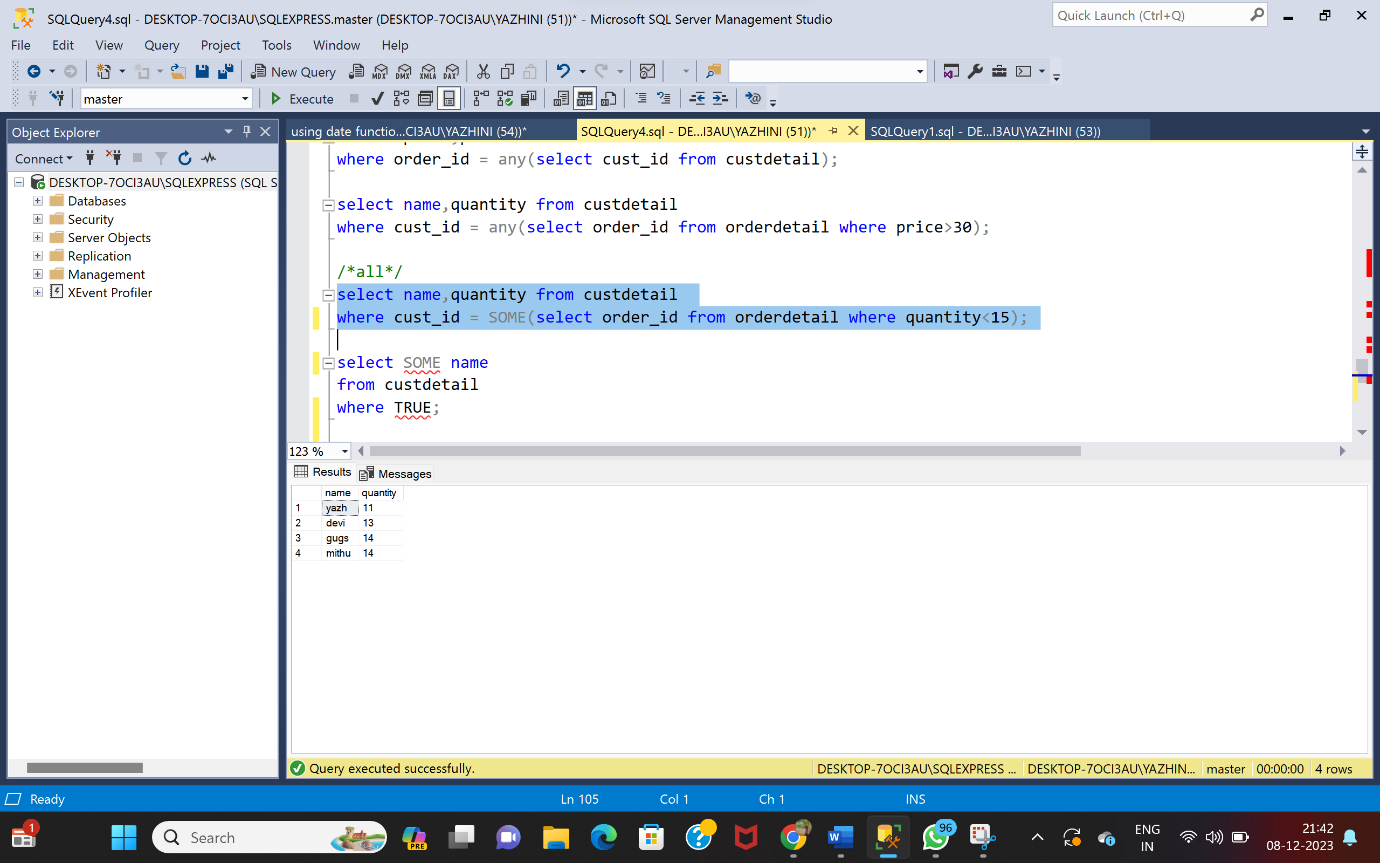 SQLQuery4.sql - DESKTOP-7OCI3AU\SQLEXPRESS.master (DESKTOP-7OCI3AU\YAZHINI (51))* - Microsoft SQL Server Management Studio
Quick Launch (Ctrl+Q)
File Edit View Query Project Tools Window Help
New Query MDX DMX XMLA DAX
master Execute
Object Explorer
using date functio...CI3AU\YAZHINI (54))* SQLQuery4.sql - DE...I3AU\YAZHINI (51))* SQLQuery1.sql - DE...I3AU\YAZHINI (53))
Connect
DESKTOP-7OCI3AU\SQLEXPRESS (SQL S
Databases
Security
Server Objects
Replication
Management
XEvent Profiler
where order_id = any(select cust_id from custdetail);
select name,quantity from custdetail
where cust_id = any(select order_id from orderdetail where price>30);
/*all*/
select name,quantity from custdetail
where cust_id = SOME(select order_id from orderdetail where quantity<15);
select SOME name
from custdetail
where TRUE;
123 %
Results Messages
name quantity
1 yazh 11
2 devi 13
3 gugs 14
4 mithu 14
Query executed successfully.
DESKTOP-7OCI3AU\SQLEXPRESS ... DESKTOP-7OCI3AU\YAZHIN... master 00:00:00 4 rows
Ready Ln 105 Col 1 Ch 1 INS
1 Search PRE W 96
ENG
IN
21:42
08-12-2023